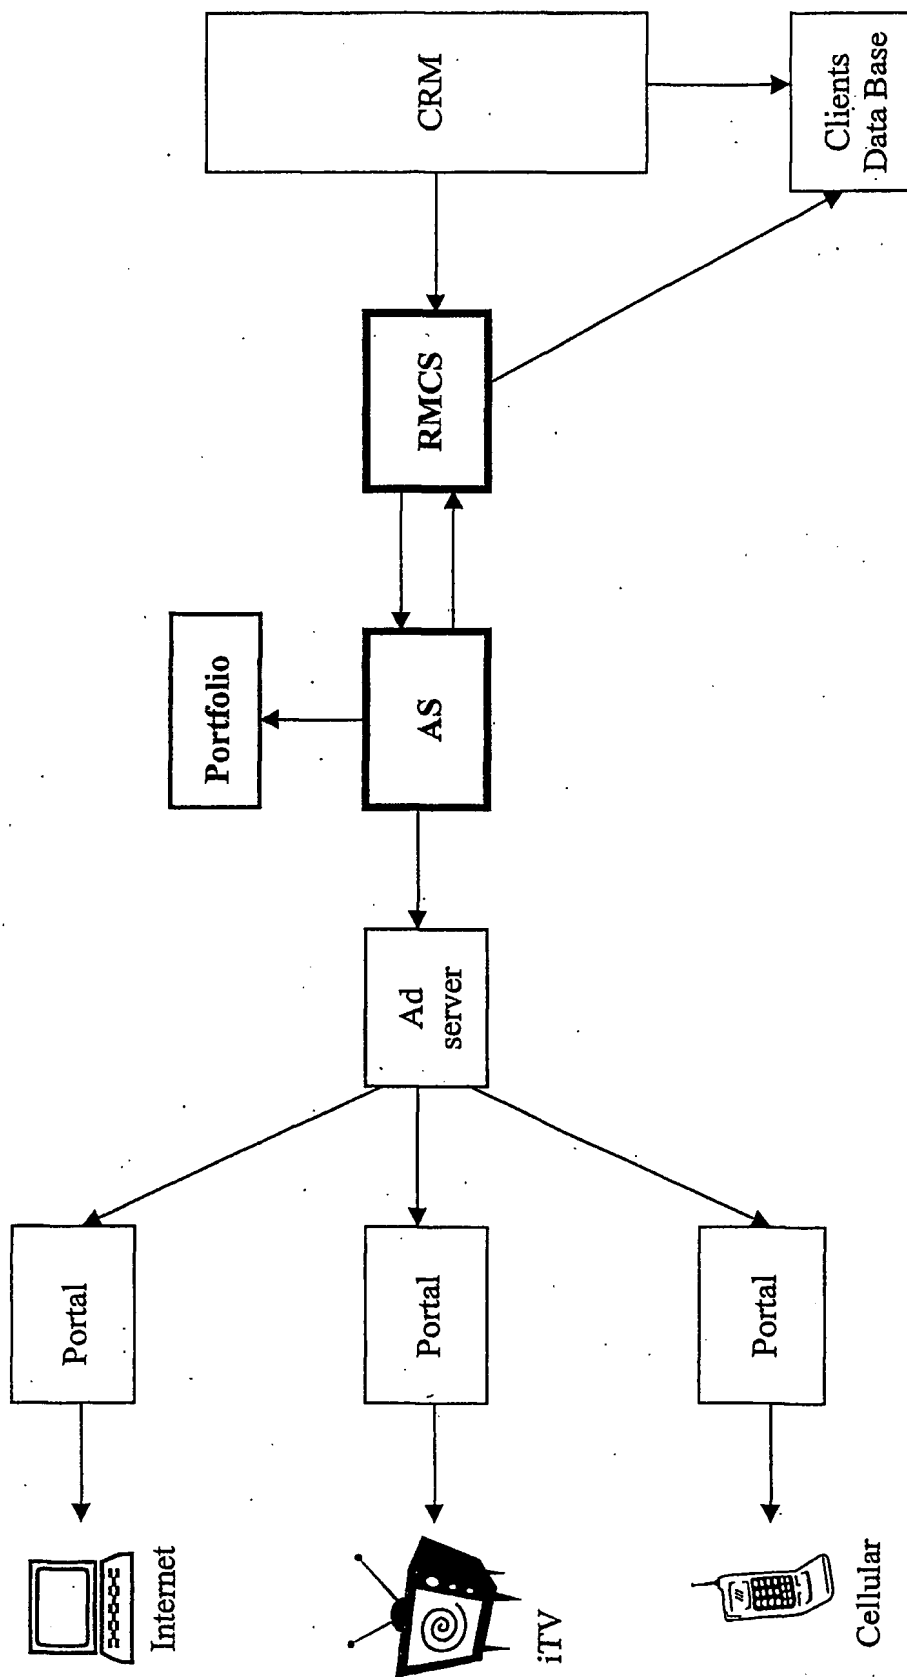 Internet
Portal
Portfolio
CRM
iTV
Portal
Ad
server
AS
RMCS
Cellular
Portal
Clients
Data Base